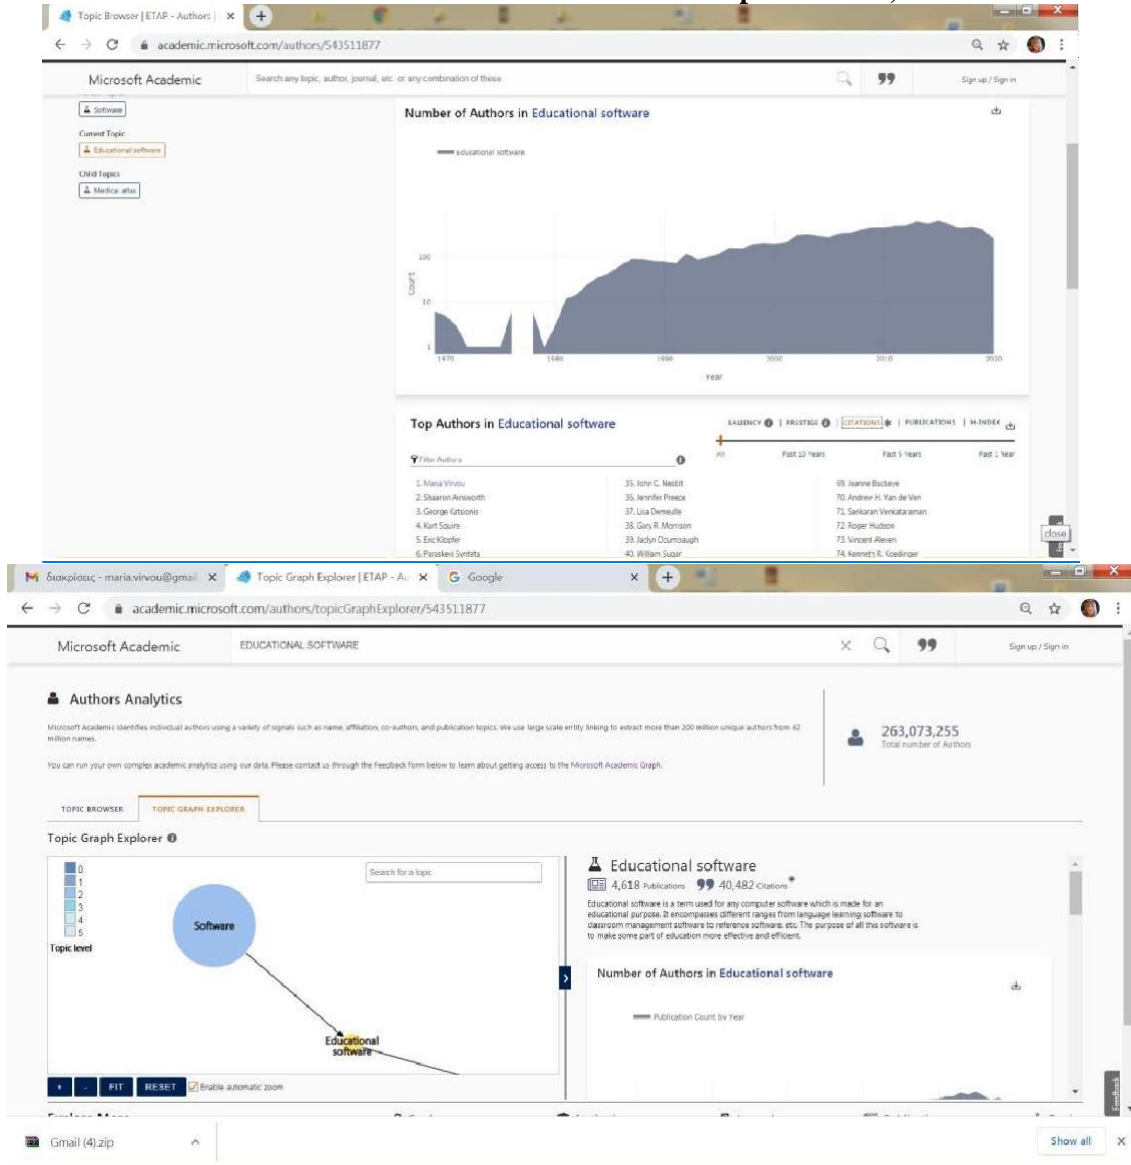 Topic Browser | ETAP - Authors |
academic.microsoft.com/authors/543511877
Microsoft Academic
Search any topic, author, journal, etc. or any combination of these
Sign up / Sign in
Software
Current Topic
Educational software
Child Topics
Medical atlas
Number of Authors in Educational software
Educational software
Count
100
10
1
1970
1980
1990
2000
2010
2020
Year
Top Authors in Educational software
SALIENCY | PRESTIGE | CITATIONS * | PUBLICATIONS | H-INDEX
Filter Authors
All Past 10 Years Past 5 Years Past 1 Year
1. Maria Virvou
2. Shaaron Ainsworth
3. George Katsionis
4. Kurt Squire
5. Eric Klopfer
6. Paraskevi Synteta
35. John C. Nesbit
36. Jennifer Preece
37. Lisa Demeulle
38. Gary R. Morrison
39. Jaclyn Ocumpaugh
40. William Sugar
69. Jeanne Buckeye
70. Andrew H. Van de Ven
71. Sankaran Venkataraman
72. Roger Hudson
73. Vincent Aleven
74. Kenneth R. Koedinger
close
διακρίσεις - maria.virvou@gmail
Topic Graph Explorer | ETAP - Au
Google
academic.microsoft.com/authors/topicGraphExplorer/543511877
Microsoft Academic
EDUCATIONAL SOFTWARE
Sign up / Sign in
Authors Analytics
Microsoft Academic identifies individual authors using a variety of signals such as name, affiliation, co-authors, and publication topics. We use large scale entity linking to extract more than 200 million unique authors from 62
million names.
You can run your own complex academic analytics using our data. Please contact us through the Feedback form below to learn about getting access to the Microsoft Academic Graph.
263,073,255
Total number of Authors
TOPIC BROWSER
TOPIC GRAPH EXPLORER
Topic Graph Explorer
0
1
2
3
4
5
Topic level
Search for a topic
Software
Educational
software
+ - FIT RESET Enable automatic zoom
Educational software
4,618 Publications 40,482 Citations*
Educational software is a term used for any computer software which is made for an
educational purpose. It encompasses different ranges from language learning software to
classroom management software to reference software, etc. The purpose of all this software is
to make some part of education more effective and efficient.
Number of Authors in Educational software
Publication Count by Year
Feedback
Explore More
Gmail (4).zip
Show all